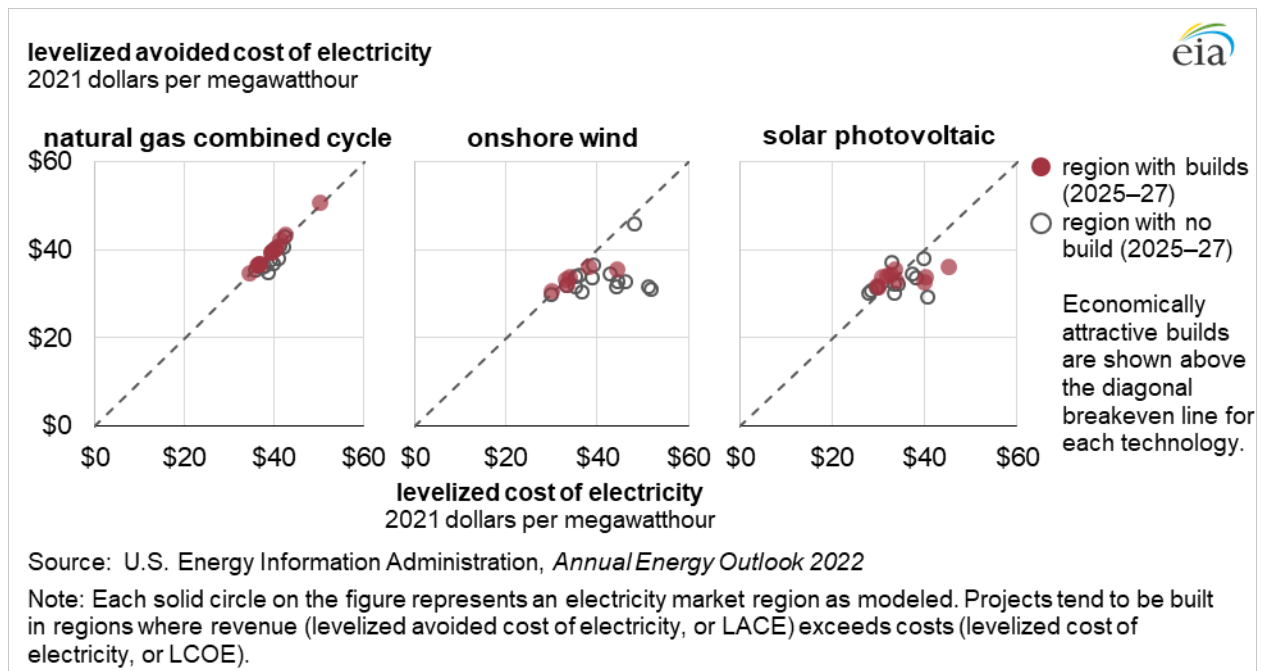 levelized avoided cost of electricity
2021 dollars per megawatthour
eia
natural gas combined cycle
onshore wind
solar photovoltaic
$60
$40
$20
$0
$0 $20 $40 $60
$0 $20 $40 $60
$0 $20 $40 $60
region with builds
(2025–27)
region with no
build (2025–27)
Economically
attractive builds
are shown above
the diagonal
breakeven line for
each technology.
levelized cost of electricity
2021 dollars per megawatthour
Source: U.S. Energy Information Administration, Annual Energy Outlook 2022
Note: Each solid circle on the figure represents an electricity market region as modeled. Projects tend to be built
in regions where revenue (levelized avoided cost of electricity, or LACE) exceeds costs (levelized cost of
electricity, or LCOE).